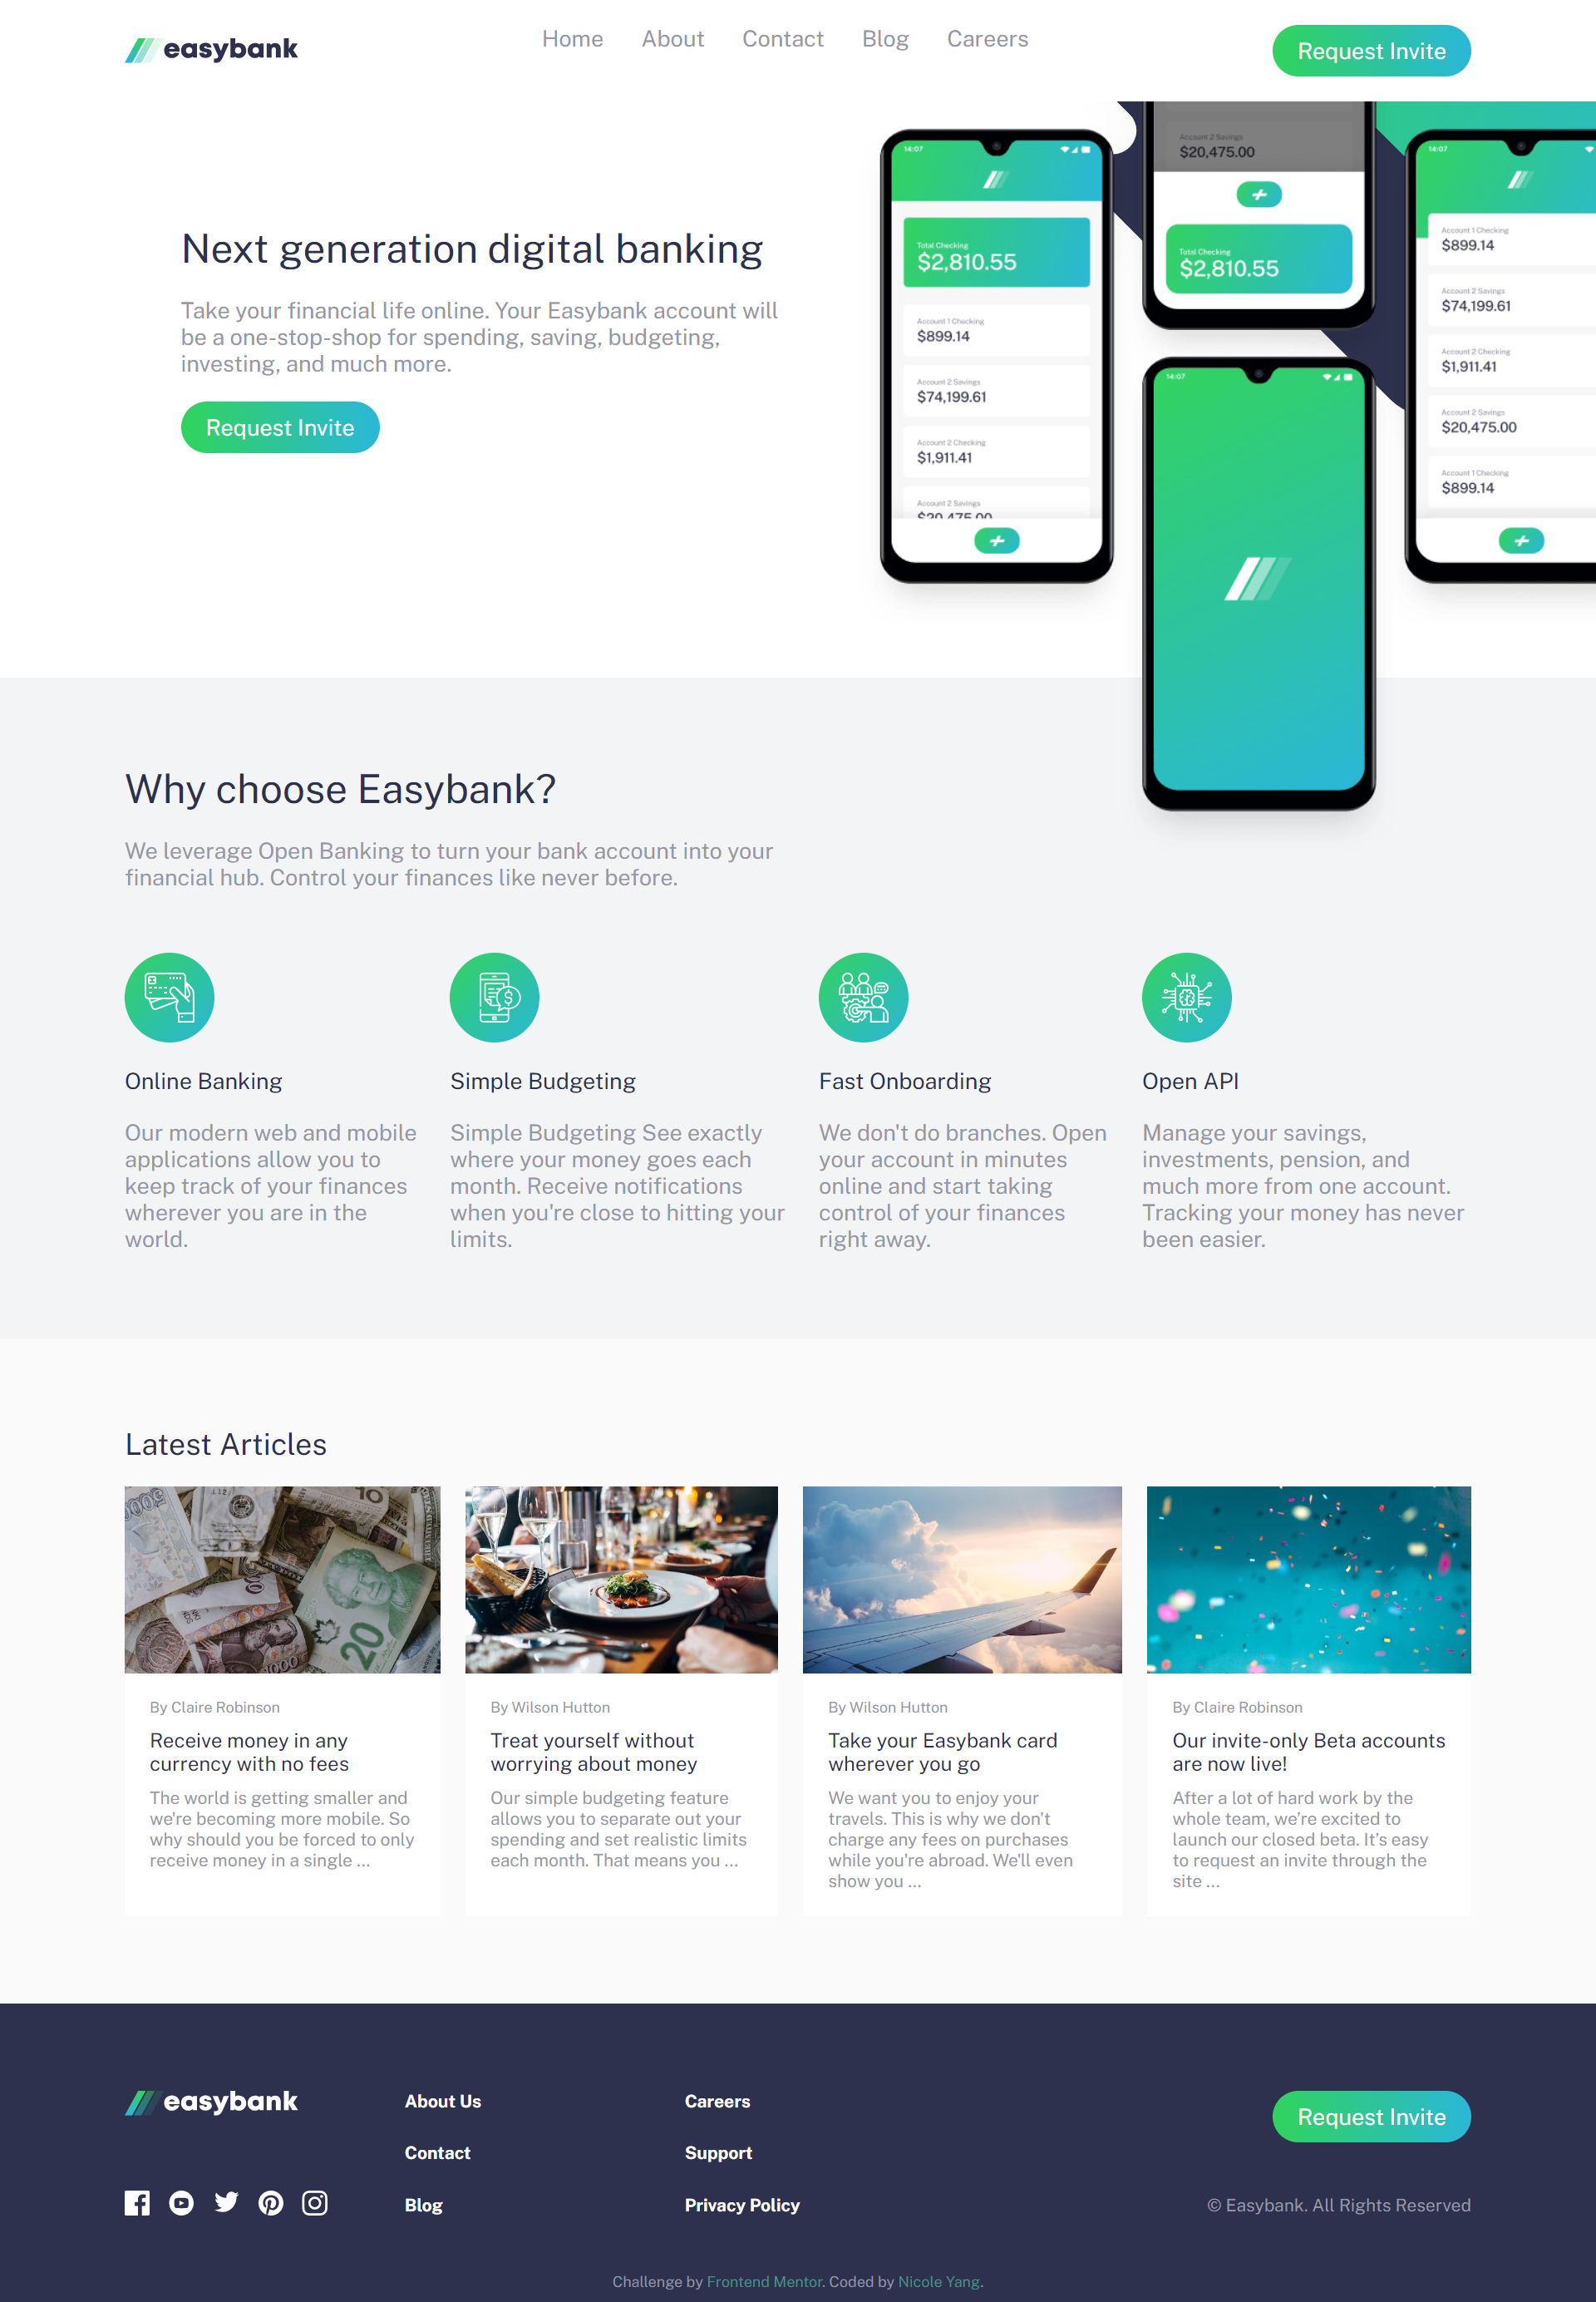 easybank
Home About Contact Blog Careers
Request Invite
Next generation digital banking
Take your financial life online. Your Easybank account will
be a one-stop-shop for spending, saving, budgeting,
investing, and much more.
Request Invite
14:07
Total Checking
$2,810.55
Account 1 Checking
$899.14
Account 2 Savings
$74,199.61
Account 2 Checking
$1,911.41
Account 2 Savings
$20,475.00
Account 2 Savings
$20,475.00
Total Checking
$2,810.55
14:07
14:07
Account 1 Checking
$899.14
Account 2 Savings
$74,199.61
Account 2 Checking
$1,911.41
Account 2 Savings
$20,475.00
Account 1 Checking
$899.14
Why choose Easybank?
We leverage Open Banking to turn your bank account into your
financial hub. Control your finances like never before.
Online Banking
Our modern web and mobile
applications allow you to
keep track of your finances
wherever you are in the
world.
Simple Budgeting
Simple Budgeting See exactly
where your money goes each
month. Receive notifications
when you're close to hitting your
limits.
Fast Onboarding
We don't do branches. Open
your account in minutes
online and start taking
control of your finances
right away.
Open API
Manage your savings,
investments, pension, and
much more from one account.
Tracking your money has never
been easier.
Latest Articles
20
1000
By Claire Robinson
Receive money in any
currency with no fees
The world is getting smaller and
we're becoming more mobile. So
why should you be forced to only
receive money in a single ...
By Wilson Hutton
Treat yourself without
worrying about money
Our simple budgeting feature
allows you to separate out your
spending and set realistic limits
each month. That means you ...
By Wilson Hutton
Take your Easybank card
wherever you go
We want you to enjoy your
travels. This is why we don't
charge any fees on purchases
while you're abroad. We'll even
show you ...
By Claire Robinson
Our invite-only Beta accounts
are now live!
After a lot of hard work by the
whole team, we're excited to
launch our closed beta. It's easy
to request an invite through the
site ...
easybank
About Us
Contact
Blog
Careers
Support
Privacy Policy
Request Invite
© Easybank. All Rights Reserved
Challenge by Frontend Mentor. Coded by Nicole Yang.